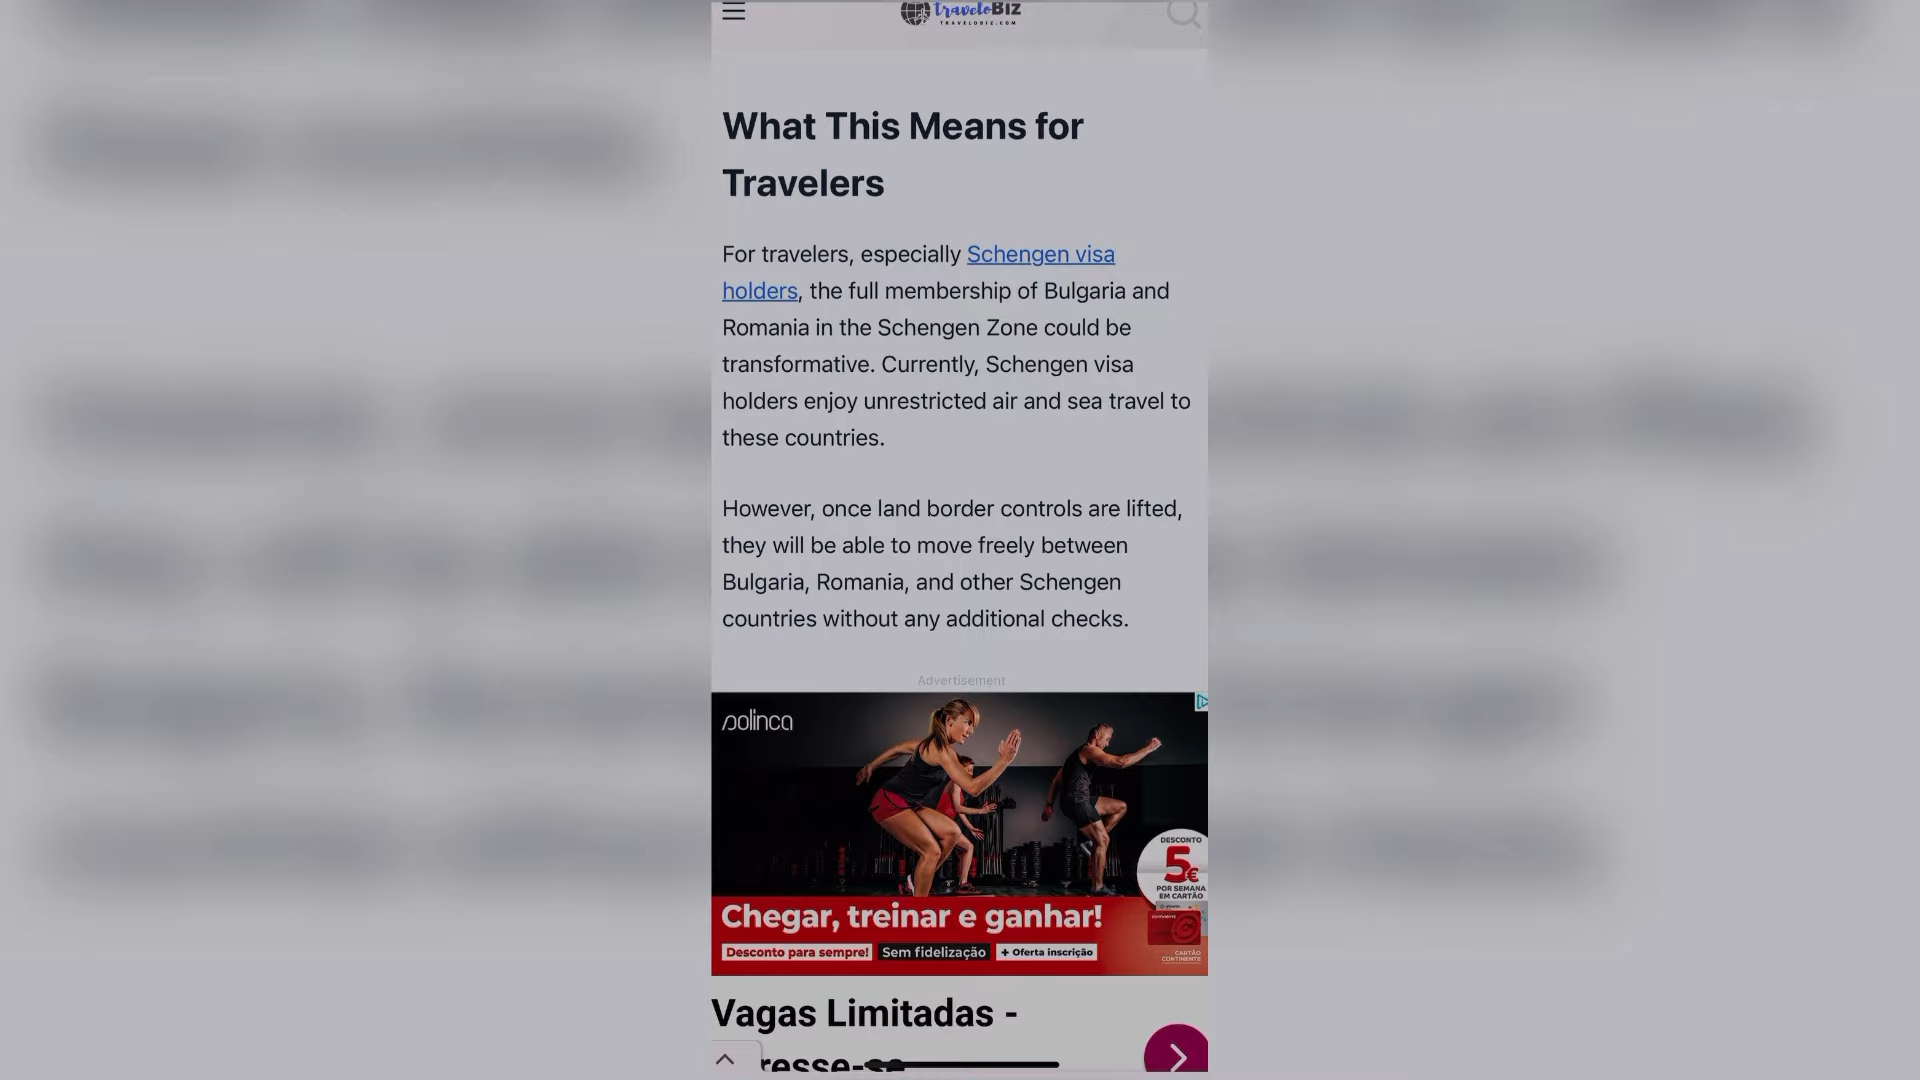 traveloBIZ
TRAVELOBIZ.COM
What This Means for
Travelers
For travelers, especially Schengen visa
holders, the full membership of Bulgaria and
Romania in the Schengen Zone could be
transformative. Currently, Schengen visa
holders enjoy unrestricted air and sea travel to
these countries.
However, once land border controls are lifted,
they will be able to move freely between
Bulgaria, Romania, and other Schengen
countries without any additional checks.
Advertisement
solinca
DESCONTO
5€
POR SEMANA
EM CARTÃO
Chegar, treinar e ganhar!
Desconto para sempre! Sem fidelização + Oferta inscrição
CARTÃO
CONTINENTE
Vagas Limitadas -